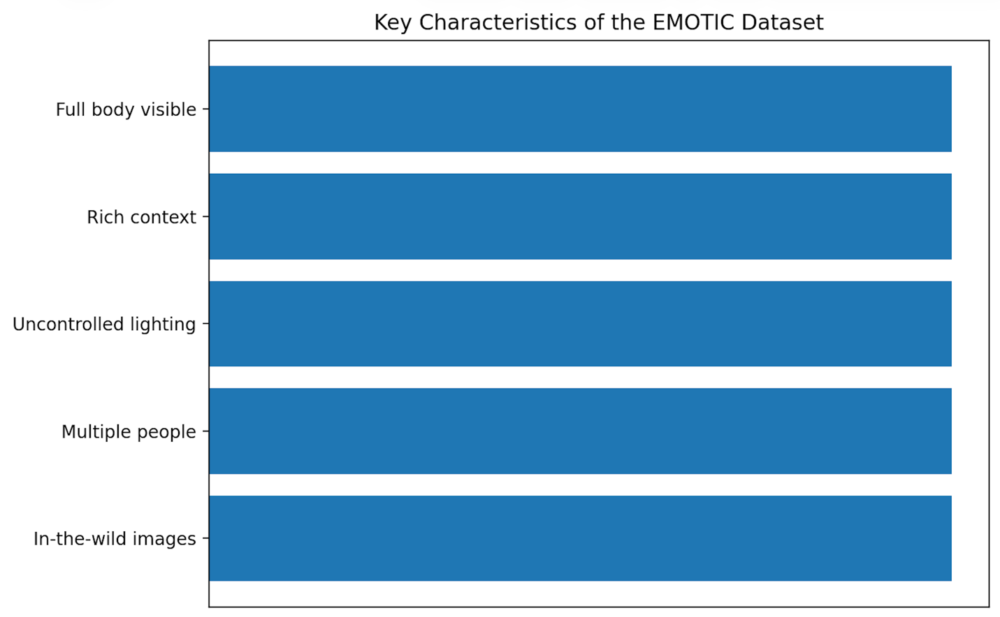 Key Characteristics of the EMOTIC Dataset
Full body visible
Rich context
Uncontrolled lighting
Multiple people
In-the-wild images